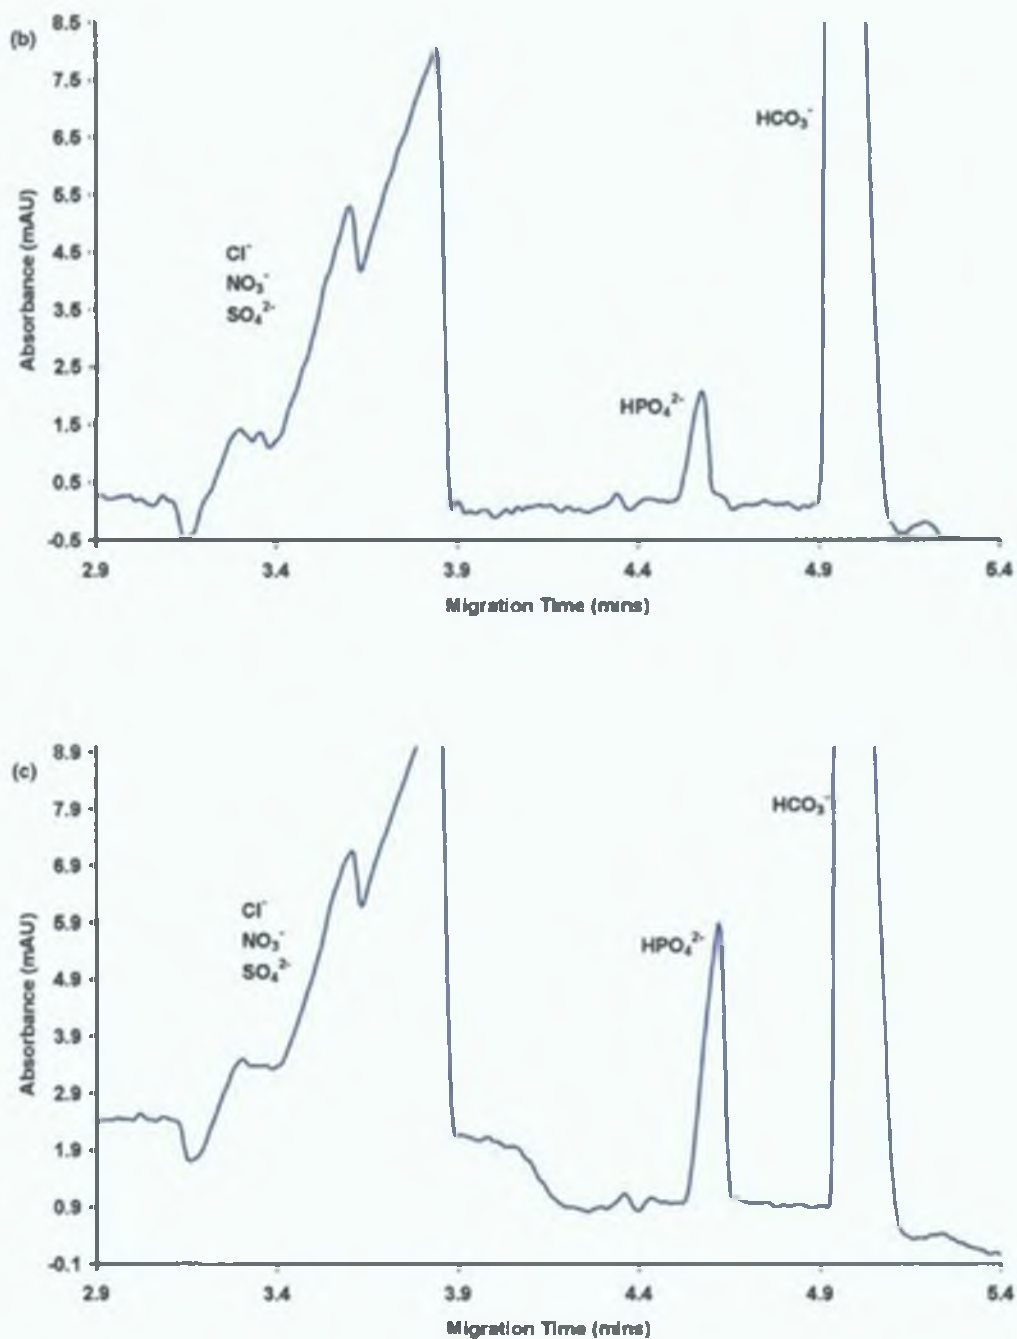 (b)
8.5
7.5
6.5
5.5
4.5
3.5
2.5
1.5
0.5
-0.5
Absorbance (mAU)
Cl⁻
NO₃⁻
SO₄²⁻
HPO₄²⁻
HCO₃⁻
2.9 3.4 3.9 4.4 4.9 5.4
Migration Time (mins)
(c)
8.9
7.9
6.9
5.9
4.9
3.9
2.9
1.9
0.9
-0.1
Absorbance (mAU)
Cl⁻
NO₃⁻
SO₄²⁻
HPO₄²⁻
HCO₃⁻
2.9 3.4 3.9 4.4 4.9 5.4
Migration Time (mins)